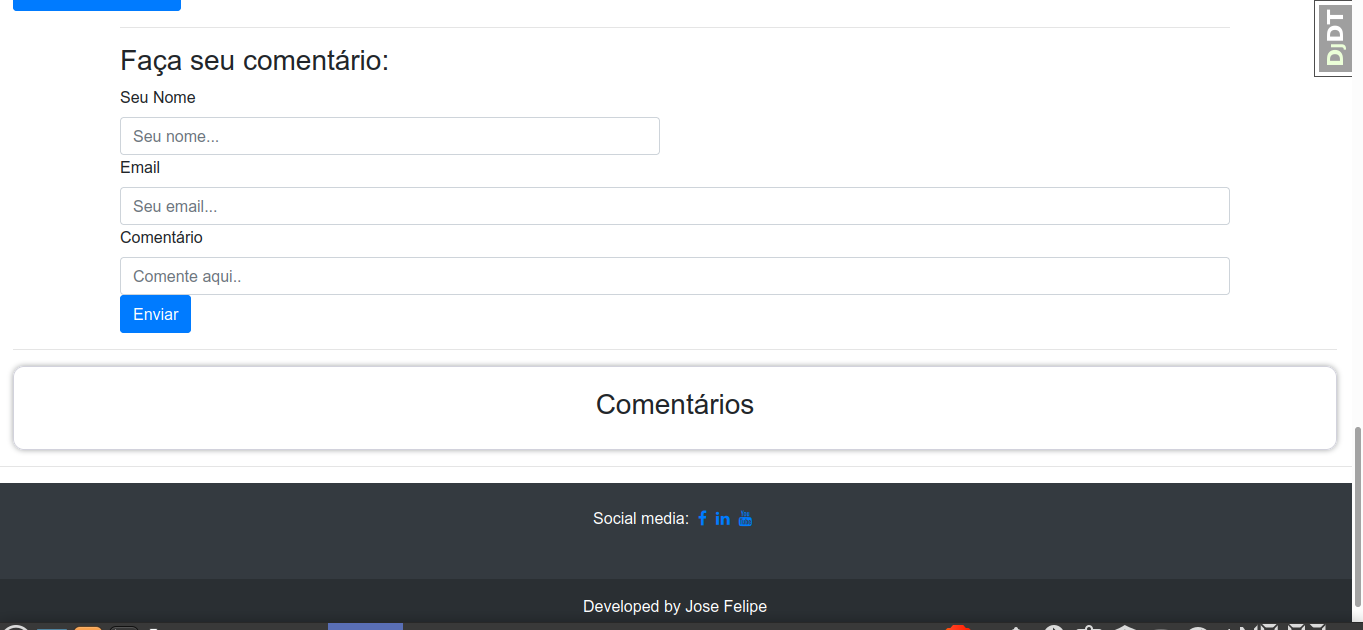 DjDT
Faça seu comentário:
Seu Nome
Seu nome...
Email
Seu email...
Comentário
Comente aqui..
Enviar
Comentários
Social media:
Developed by Jose Felipe